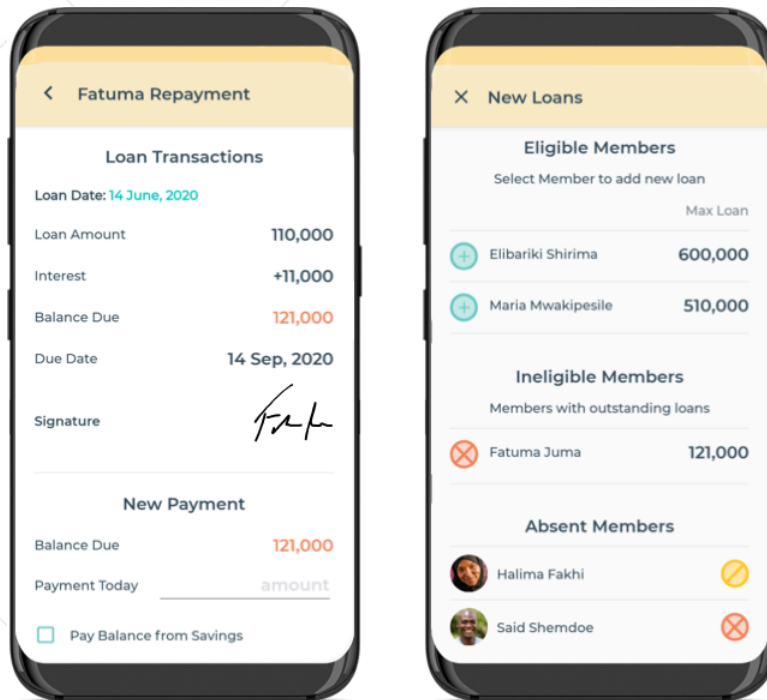 Fatuma Repayment
Loan Transactions
Loan Date: 14 June, 2020
Loan Amount 110,000
Interest +11,000
Balance Due 121,000
Due Date 14 Sep, 2020
Signature
New Payment
Balance Due 121,000
Payment Today amount
Pay Balance from Savings
New Loans
Eligible Members
Select Member to add new loan
Max Loan
Elibariki Shirima 600,000
Maria Mwakipesile 510,000
Ineligible Members
Members with outstanding loans
Fatuma Juma 121,000
Absent Members
Halima Fakhi
Said Shemdoe